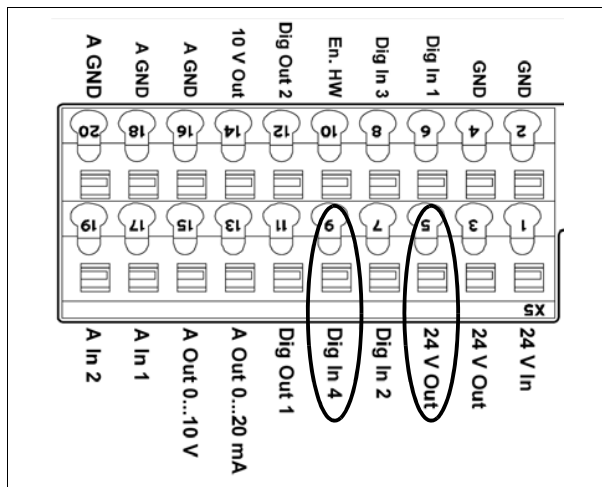 A GND
A GND
A GND
10 V Out
Dig Out 2
En. HW
Dig In 3
Dig In 1
GND
GND
20
18
16
14
12
10
8
6
4
2
19
17
15
13
11
9
7
5
3
1
X5
A In 2
A In 1
A Out 0...10 V
A Out 0...20 mA
Dig Out 1
Dig In 4
Dig In 2
24 V Out
24 V Out
24 V In